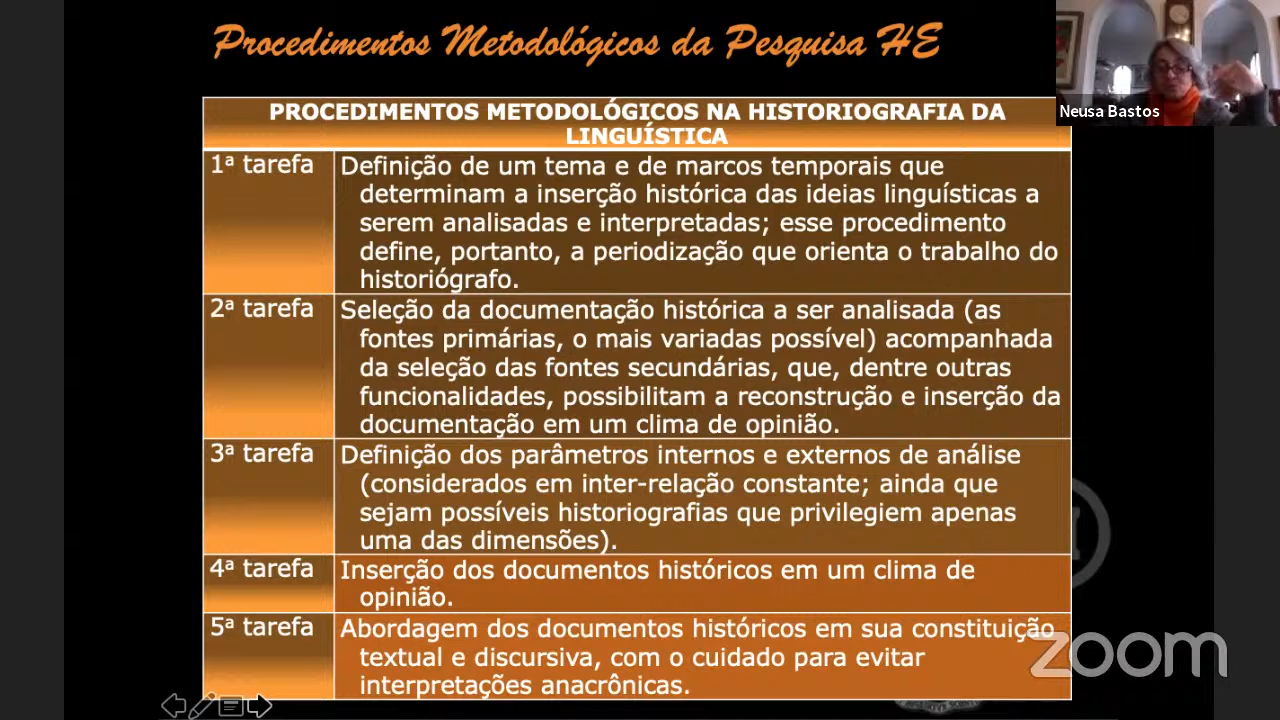 Procedimentos Metodológicos da Pesquisa HE
Neusa Bastos
PROCEDIMENTOS METODOLÓGICOS NA HISTORIOGRAFIA DA
LINGUÍSTICA
1ª tarefa
Definição de um tema e de marcos temporais que
determinam a inserção histórica das ideias linguísticas a
serem analisadas e interpretadas; esse procedimento
define, portanto, a periodização que orienta o trabalho do
historiógrafo.
2ª tarefa
Seleção da documentação histórica a ser analisada (as
fontes primárias, o mais variadas possível) acompanhada
da seleção das fontes secundárias, que, dentre outras
funcionalidades, possibilitam a reconstrução e inserção da
documentação em um clima de opinião.
3ª tarefa
Definição dos parâmetros internos e externos de análise
(considerados em inter-relação constante; ainda que
sejam possíveis historiografias que privilegiem apenas
uma das dimensões).
4ª tarefa
Inserção dos documentos históricos em um clima de
opinião.
5ª tarefa
Abordagem dos documentos históricos em sua constituição
textual e discursiva, com o cuidado para evitar
interpretações anacrônicas.
zoom